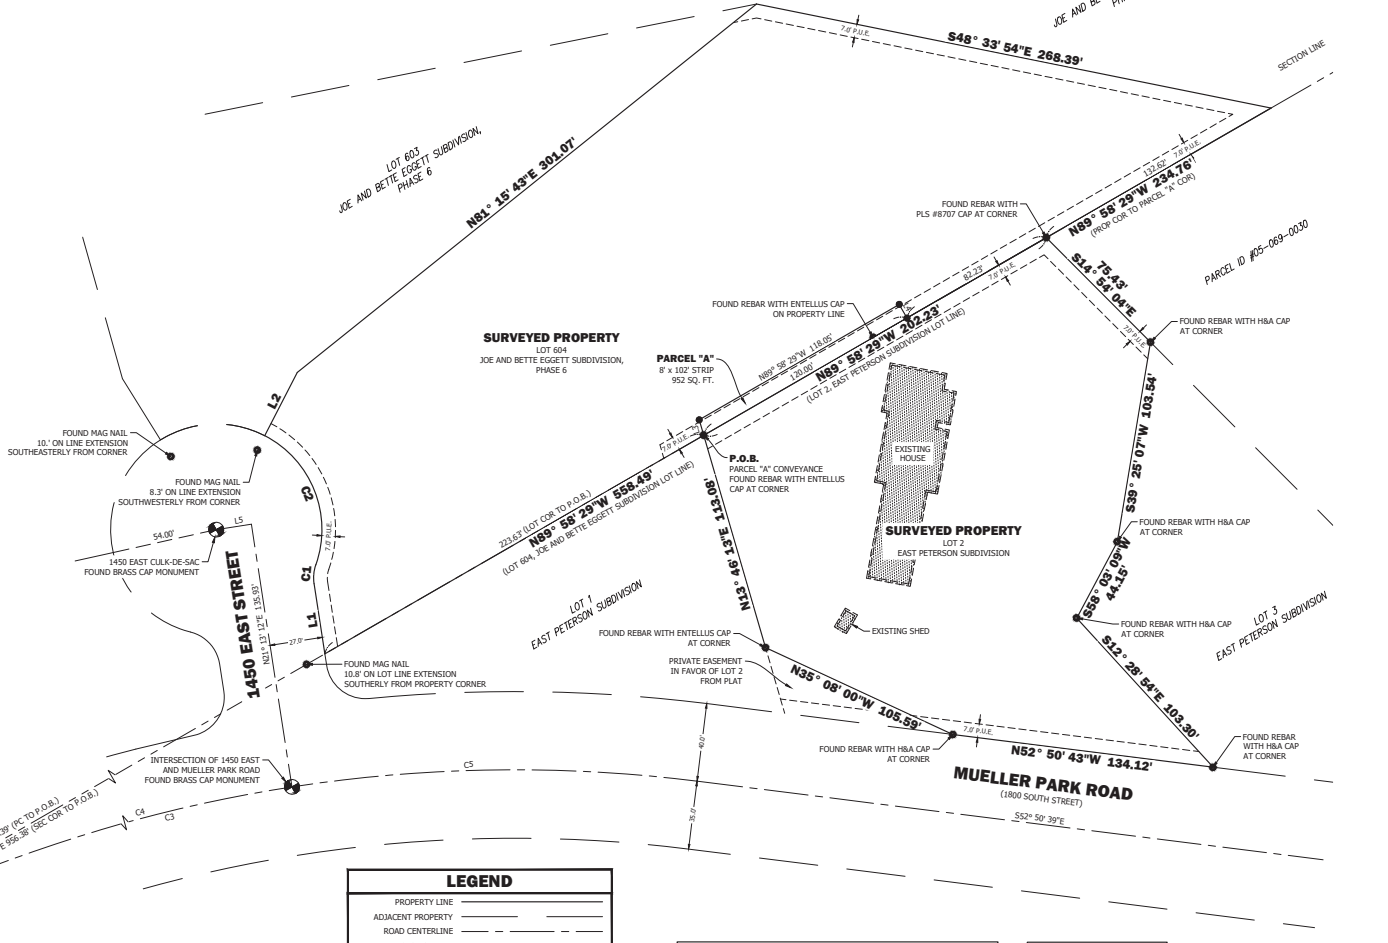 JOE AND BE
PH
7.0' P.U.E.
S48° 33' 54"E 268.39'
SECTION LINE
LOT 603
JOE AND BETTE EGGETT SUBDIVISION,
PHASE 6
N81° 15' 43"E 301.07'
7.0' P.U.E.
132.62'
N89° 58' 29"W 234.76'
(PROP COR TO PARCEL "A" COR)
FOUND REBAR WITH
PLS #8707 CAP AT CORNER
PARCEL ID #05-069-0030
S14° 54' 04"E
75.43'
82.23'
7.0' P.U.E.
FOUND REBAR WITH ENTELLUS CAP
ON PROPERTY LINE
7.0' P.U.E.
FOUND REBAR WITH H&A CAP
AT CORNER
SURVEYED PROPERTY
LOT 604
JOE AND BETTE EGGETT SUBDIVISION,
PHASE 6
PARCEL "A"
8' x 102' STRIP
952 SQ. FT.
N89° 58' 29"W 118.05'
120.00
N89° 58' 29"W 202.23'
(LOT 2, EAST PETERSON SUBDIVISION LOT LINE)
S39° 25' 07"W 103.54'
L2
FOUND MAG NAIL
10.' ON LINE EXTENSION
SOUTHEASTERLY FROM CORNER
7.0' P.U.E.
P.O.B.
PARCEL "A" CONVEYANCE
FOUND REBAR WITH ENTELLUS
CAP AT CORNER
EXISTING
HOUSE
FOUND MAG NAIL
8.3' ON LINE EXTENSION
SOUTHWESTERLY FROM CORNER
C2
223.63' (LOT COR TO P.O.B.)
N89° 58' 29"W 558.49'
(LOT 604, JOE AND BETTE EGGETT SUBDIVISION LOT LINE)
N13° 46' 13"E 113.08'
SURVEYED PROPERTY
LOT 2
EAST PETERSON SUBDIVISION
FOUND REBAR WITH H&A CAP
AT CORNER
L5
54.00'
7.0' P.U.E.
1450 EAST CULK-DE-SAC
FOUND BRASS CAP MONUMENT
C1
S58° 03' 09"W
44.15'
1450 EAST STREET
N21° 13' 12"E 135.93'
L1
27.0'
LOT 1
EAST PETERSON SUBDIVISION
EXISTING SHED
FOUND REBAR WITH H&A CAP
AT CORNER
LOT 3
EAST PETERSON SUBDIVISION
FOUND REBAR WITH ENTELLUS CAP
AT CORNER
FOUND MAG NAIL
10.8' ON LOT LINE EXTENSION
SOUTHERLY FROM PROPERTY CORNER
PRIVATE EASEMENT
IN FAVOR OF LOT 2
FROM PLAT
N35° 08' 00"W 105.59'
S12° 28' 54"E 103.30'
7.0' P.U.E.
40.0'
FOUND REBAR WITH H&A CAP
AT CORNER
N52° 50' 43"W 134.12'
FOUND REBAR
WITH H&A CAP
AT CORNER
INTERSECTION OF 1450 EAST
AND MUELLER PARK ROAD
FOUND BRASS CAP MONUMENT
C5
MUELLER PARK ROAD
(1800 SOUTH STREET)
S52° 50' 39"E
35.0'
39' (PC TO P.O.B.)
E 956.38' (SEC COR TO P.O.B.)
C4
C3
LEGEND
PROPERTY LINE
ADJACENT PROPERTY
ROAD CENTERLINE